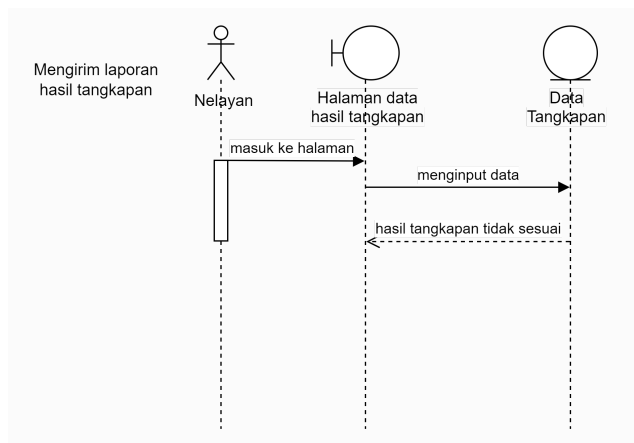 Mengirim laporan
hasil tangkapan
Nelayan
Halaman data
hasil tangkapan
Data
Tangkapan
masuk ke halaman
menginput data
hasil tangkapan tidak sesuai